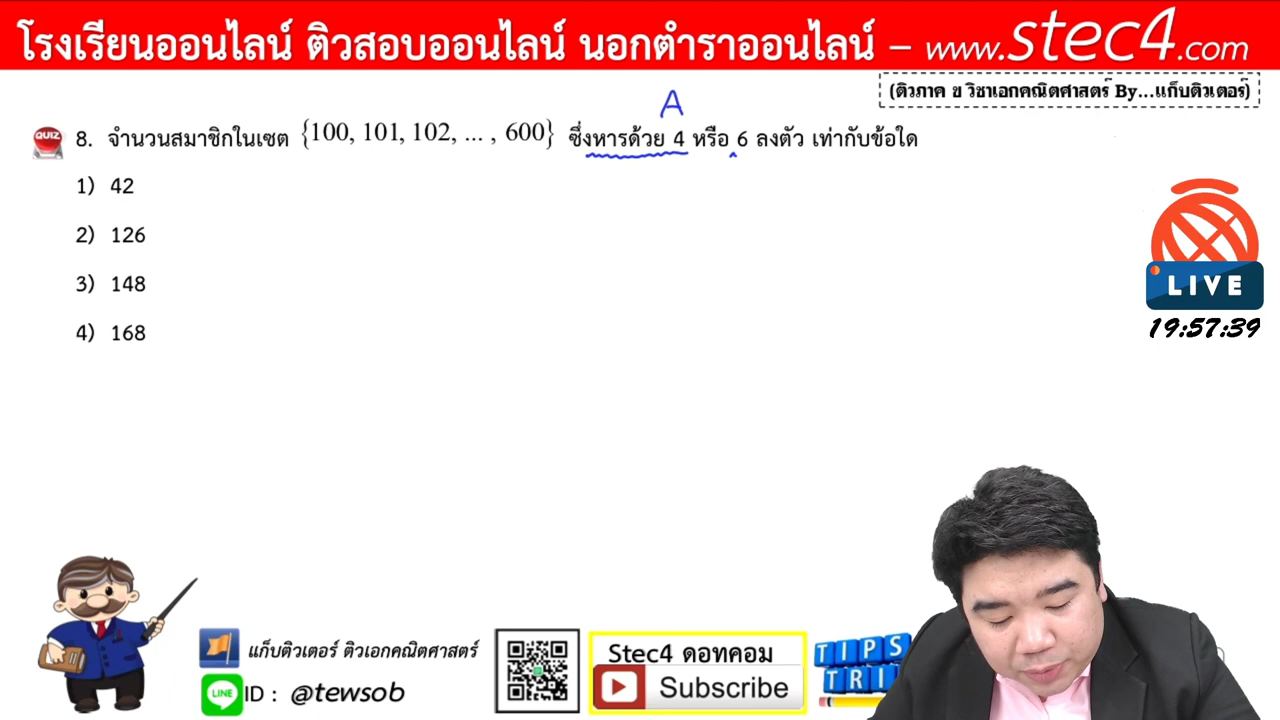 โรงเรียนออนไลน์ ติวสอบออนไลน์ นอกตำราออนไลน์ – www.stec4.com
(ติวภาค ข วิชาเอกคณิตศาสตร์ By...แก็บติวเตอร์)
A
QUIZ 8. จำนวนสมาชิกในเซต {100, 101, 102, ... , 600} ซึ่งหารด้วย 4 หรือ 6 ลงตัว เท่ากับข้อใด
1) 42
2) 126
3) 148
4) 168
LIVE
19:57:39
แก็บติวเตอร์ ติวเอกคณิตศาสตร์
LINE ID : @tewsob
Stec4 ดอทคอม
Subscribe
TIPS
TRI